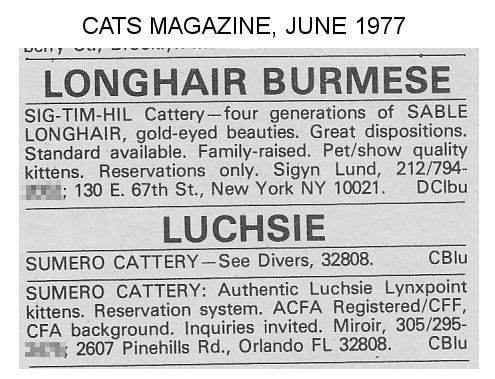 CATS MAGAZINE, JUNE 1977
LONGHAIR BURMESE
SIG-TIM-HIL Cattery—four generations of SABLE
LONGHAIR, gold-eyed beauties. Great dispositions.
Standard available. Family-raised. Pet/show quality
kittens. Reservations only. Sigyn Lund, 212/794-
; 130 E. 67th St., New York NY 10021. DClbu
LUCHSIE
SUMERO CATTERY—See Divers, 32808. CBlu
SUMERO CATTERY: Authentic Luchsie Lynxpoint
kittens. Reservation system. ACFA Registered/CFF,
CFA background. Inquiries invited. Miroir, 305/295-
; 2607 Pinehills Rd., Orlando FL 32808. CBlu